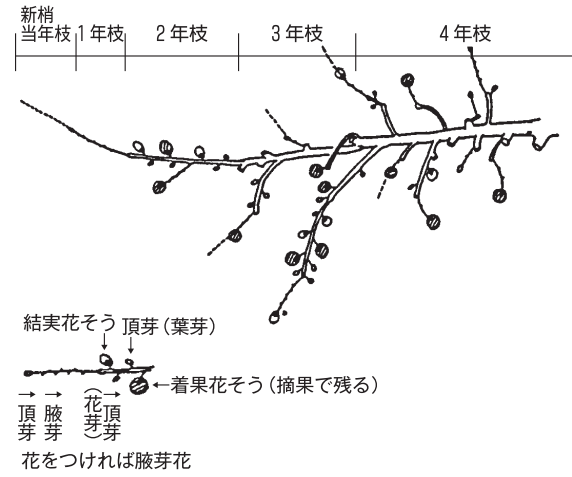 新梢
当年枝
1年枝
2年枝
3年枝
4年枝
結実花そう
頂芽（葉芽）
←着果花そう（摘果で残る）
→頂芽
→腋芽
（花芽）
→頂芽
花をつければ腋芽花